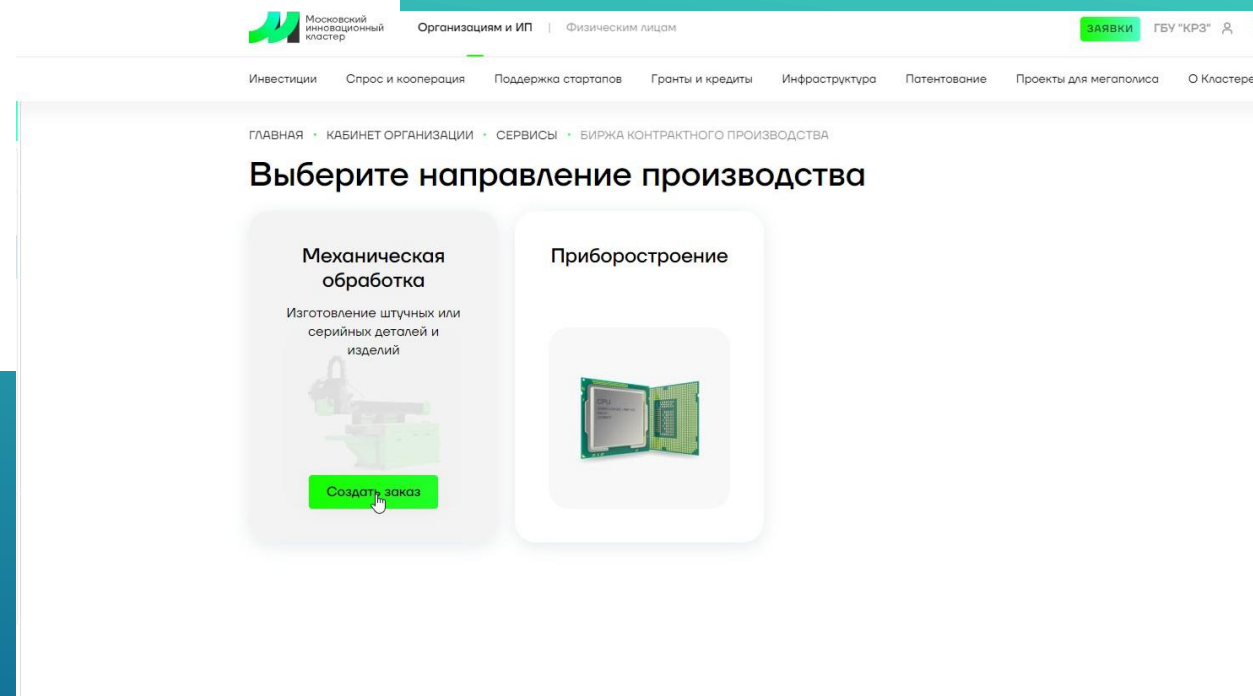 Московский
инновационный
кластер
Организациям и ИП | Физическим лицам
ЗАЯВКИ ГБУ "КРЗ"
Инвестиции Спрос и кооперация Поддержка стартапов Гранты и кредиты Инфраструктура Патентование Проекты для мегаполиса О Кластере
ГЛАВНАЯ • КАБИНЕТ ОРГАНИЗАЦИИ • СЕРВИСЫ • БИРЖА КОНТРАКТНОГО ПРОИЗВОДСТВА
Выберите направление производства
Механическая
обработка
Изготовление штучных или
серийных деталей и
изделий
Создать заказ
Приборостроение
CPU